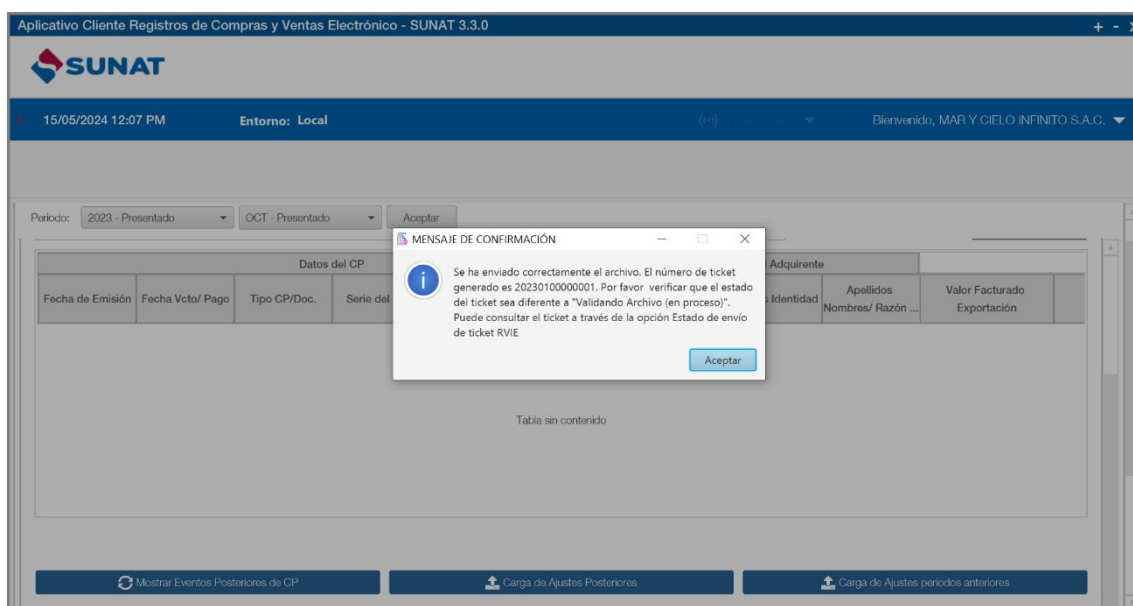 Aplicativo Cliente Registros de Compras y Ventas Electrónico - SUNAT 3.3.0
SUNAT
15/05/2024 12:07 PM Entorno: Local Bienvenido, MAR Y CIELO INFINITO S.A.C.
Periodo: 2023 - Presentado OCT - Presentado Aceptar
MENSAJE DE CONFIRMACIÓN
Se ha enviado correctamente el archivo. El número de ticket
generado es 20230100000001. Por favor verificar que el estado
del ticket sea diferente a "Validando Archivo (en proceso)".
Puede consultar el ticket a través de la opción Estado de envío
de ticket RVIE
Aceptar
Datos del CP Adquirente
Fecha de Emisión Fecha Vcto/ Pago Tipo CP/Doc. Serie del Identidad Apellidos Valor Facturado
Nombres/ Razón ... Exportación
Tabla sin contenido
Mostrar Eventos Posteriores de CP Carga de Ajustes Posteriores Carga de Ajustes periodos anteriores